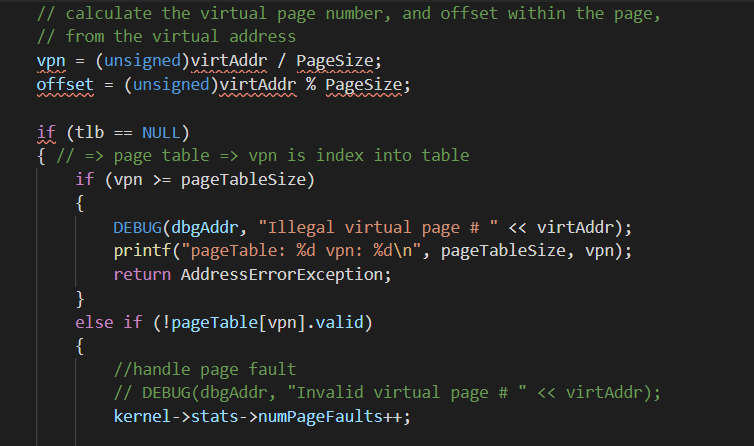 // calculate the virtual page number, and offset within the page,
// from the virtual address
vpn = (unsigned)virtAddr / PageSize;
offset = (unsigned)virtAddr % PageSize;
if (tlb == NULL)
{ // => page table => vpn is index into table
if (vpn >= pageTableSize)
{
DEBUG(dbgAddr, "Illegal virtual page # " << virtAddr);
printf("pageTable: %d vpn: %d\n", pageTableSize, vpn);
return AddressErrorException;
}
else if (!pageTable[vpn].valid)
{
//handle page fault
// DEBUG(dbgAddr, "Invalid virtual page # " << virtAddr);
kernel->stats->numPageFaults++;